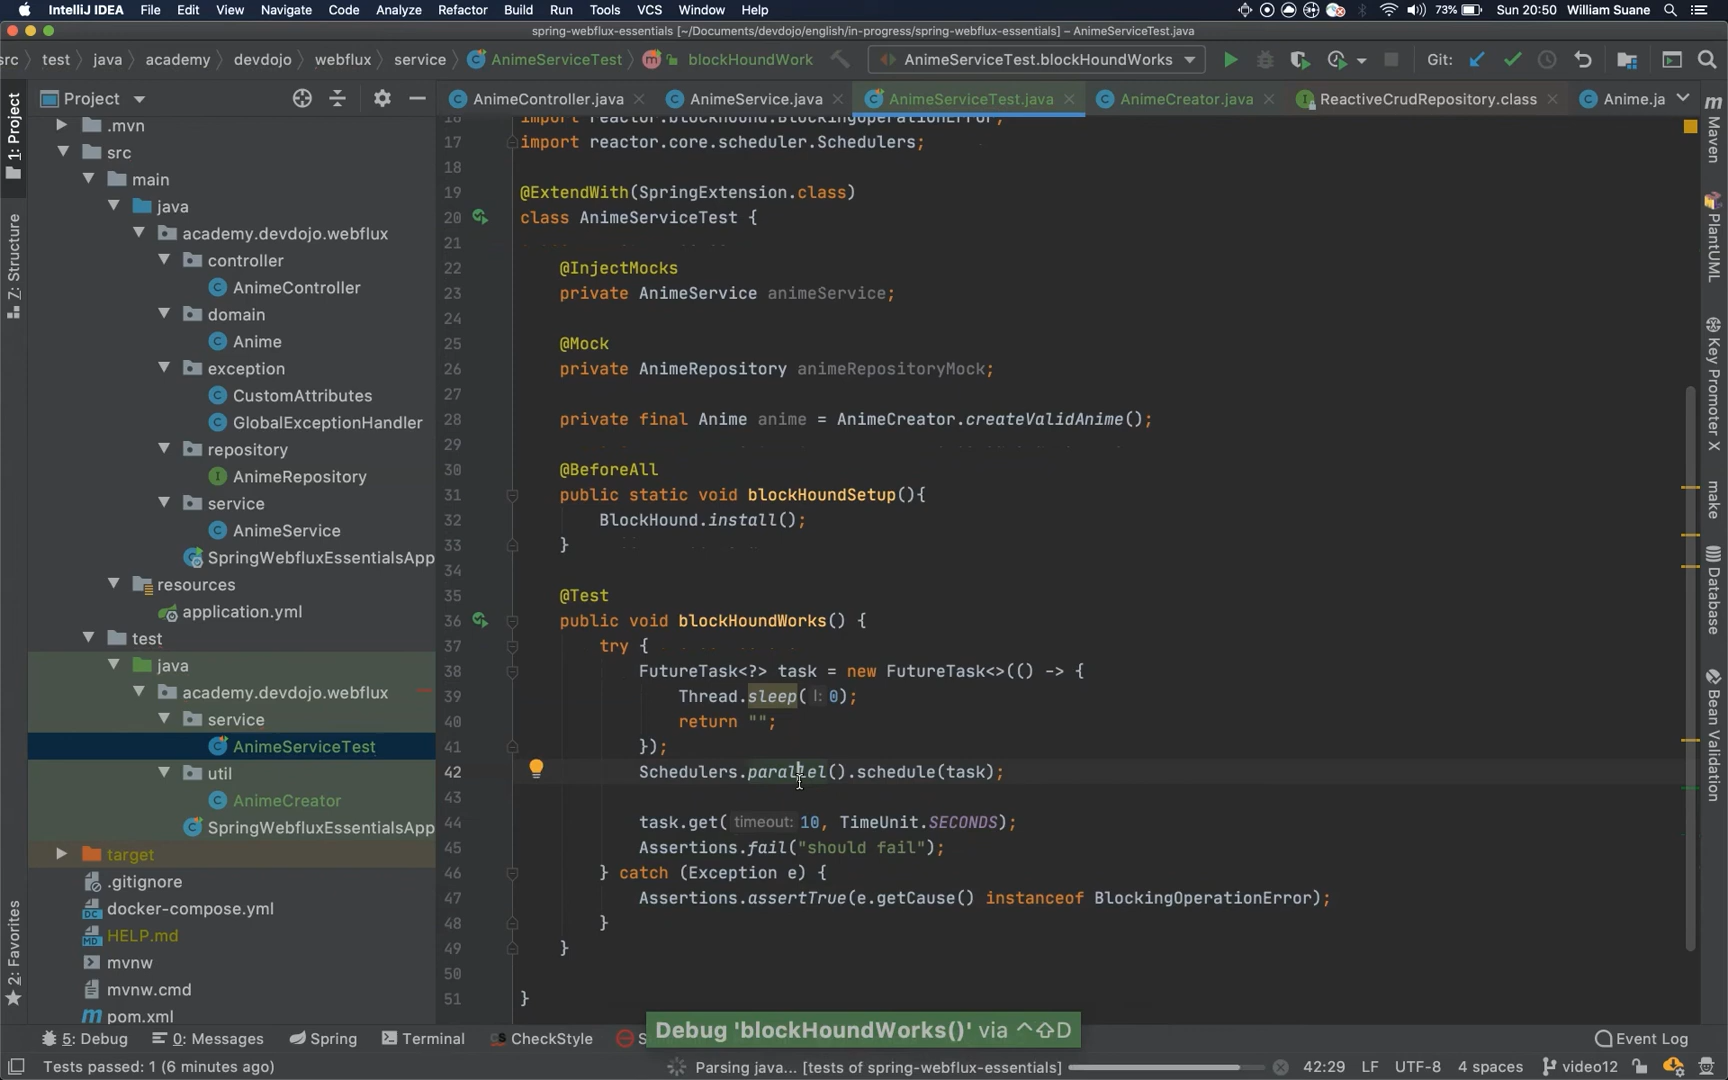 IntelliJ IDEA File Edit View Navigate Code Analyze Refactor Build Run Tools VCS Window Help 73% Sun 20:50 William Suane
spring-webflux-essentials [~/Documents/devdojo/english/in-progress/spring-webflux-essentials] – AnimeServiceTest.java
src test java academy devdojo webflux service AnimeServiceTest blockHoundWork AnimeServiceTest.blockHoundWorks Git:
Project AnimeController.java AnimeService.java AnimeServiceTest.java AnimeCreator.java ReactiveCrudRepository.class Anime.ja
1: Project
Z: Structure
2: Favorites
.mvn
src
main
java
academy.devdojo.webflux
controller
AnimeController
domain
Anime
exception
CustomAttributes
GlobalExceptionHandler
repository
AnimeRepository
service
AnimeService
SpringWebfluxEssentialsApp
resources
application.yml
test
java
academy.devdojo.webflux
service
AnimeServiceTest
util
AnimeCreator
SpringWebfluxEssentialsApp
target
.gitignore
docker-compose.yml
HELP.md
mvnw
mvnw.cmd
pom.xml
16 import reactor.blockhound.BlockingOperationError;
17 import reactor.core.scheduler.Schedulers;
18
19 @ExtendWith(SpringExtension.class)
20 class AnimeServiceTest {
21
22 @InjectMocks
23 private AnimeService animeService;
24
25 @Mock
26 private AnimeRepository animeRepositoryMock;
27
28 private final Anime anime = AnimeCreator.createValidAnime();
29
30 @BeforeAll
31 public static void blockHoundSetup(){
32 BlockHound.install();
33 }
34
35 @Test
36 public void blockHoundWorks() {
37 try {
38 FutureTask<?> task = new FutureTask<>(() -> {
39 Thread.sleep( l: 0);
40 return "";
41 });
42 Schedulers.parallel().schedule(task);
43
44 task.get( timeout: 10, TimeUnit.SECONDS);
45 Assertions.fail("should fail");
46 } catch (Exception e) {
47 Assertions.assertTrue(e.getCause() instanceof BlockingOperationError);
48 }
49 }
50
51 }
Maven
PlantUML
Key Promoter X
make
Database
Bean Validation
Debug 'blockHoundWorks()' via ^⇧D
5: Debug 0: Messages Spring Terminal CheckStyle Event Log
Tests passed: 1 (6 minutes ago) Parsing java... [tests of spring-webflux-essentials] 42:29 LF UTF-8 4 spaces video12